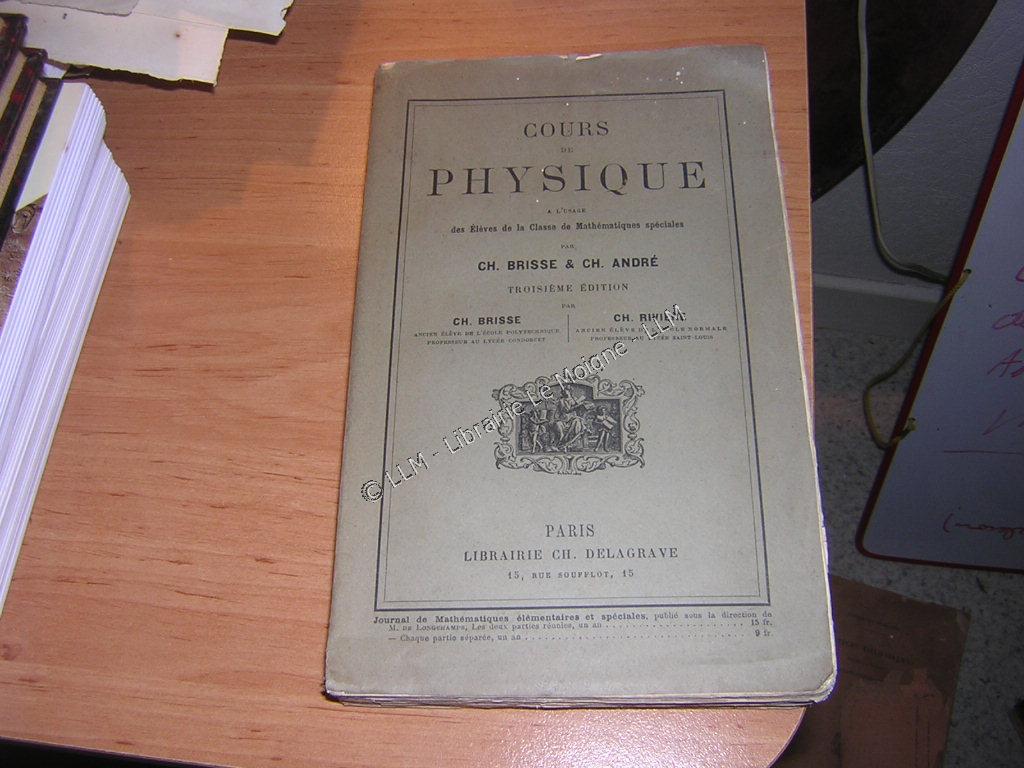 COURS
DE
PHYSIQUE
A L'USAGE
des Élèves de la Classe de Mathématiques spéciales
PAR
CH. BRISSE & CH. ANDRÉ
TROISIÈME ÉDITION
PAR
CH. BRISSE
ANCIEN ÉLÈVE DE L'ÉCOLE POLYTECHNIQUE
PROFESSEUR AU LYCÉE CONDORCET
CH. RIVIÈRE
ANCIEN ÉLÈVE DE L'ÉCOLE NORMALE
PROFESSEUR AU LYCÉE SAINT-LOUIS
© LLM - Librairie Le Moigne - LLM
PARIS
LIBRAIRIE CH. DELAGRAVE
15, RUE SOUFFLOT, 15
Journal de Mathématiques élémentaires et spéciales, publié sous la direction de
M. DE LONGCHAMPS, Les deux parties réunies, un an . . . . . . . . . . . . . . . . . . . . 15 fr.
— Chaque partie séparée, un an . . . . . . . . . . . . . . . . . . . . . . . . . . . . . . 9 fr.